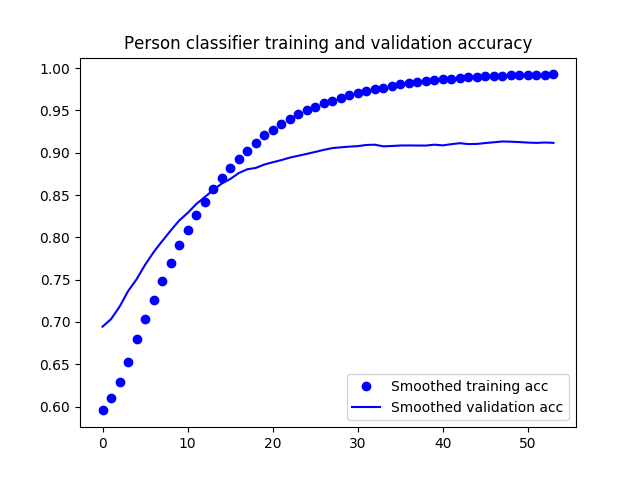 Person classifier training and validation accuracy
1.00
0.95
0.90
0.85
0.80
0.75
0.70
0.65
0.60
Smoothed training acc
Smoothed validation acc
0 10 20 30 40 50